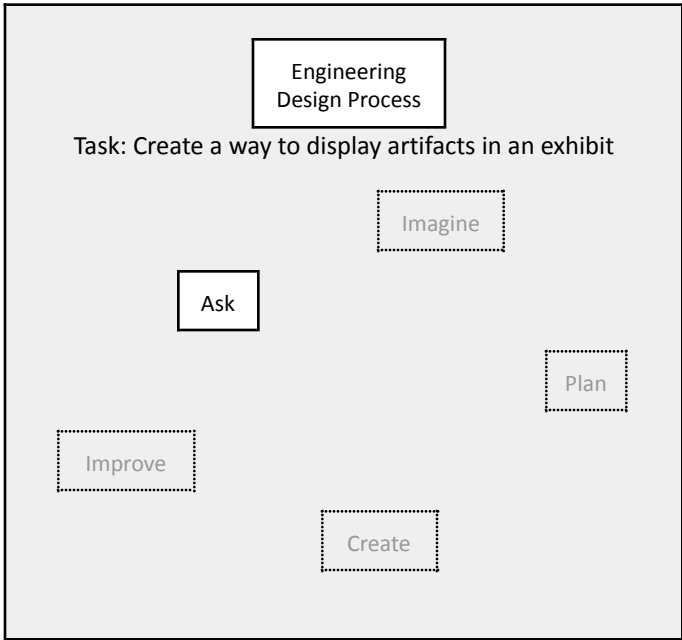 Engineering
Design Process
Task: Create a way to display artifacts in an exhibit
Imagine
Ask
Plan
Improve
Create